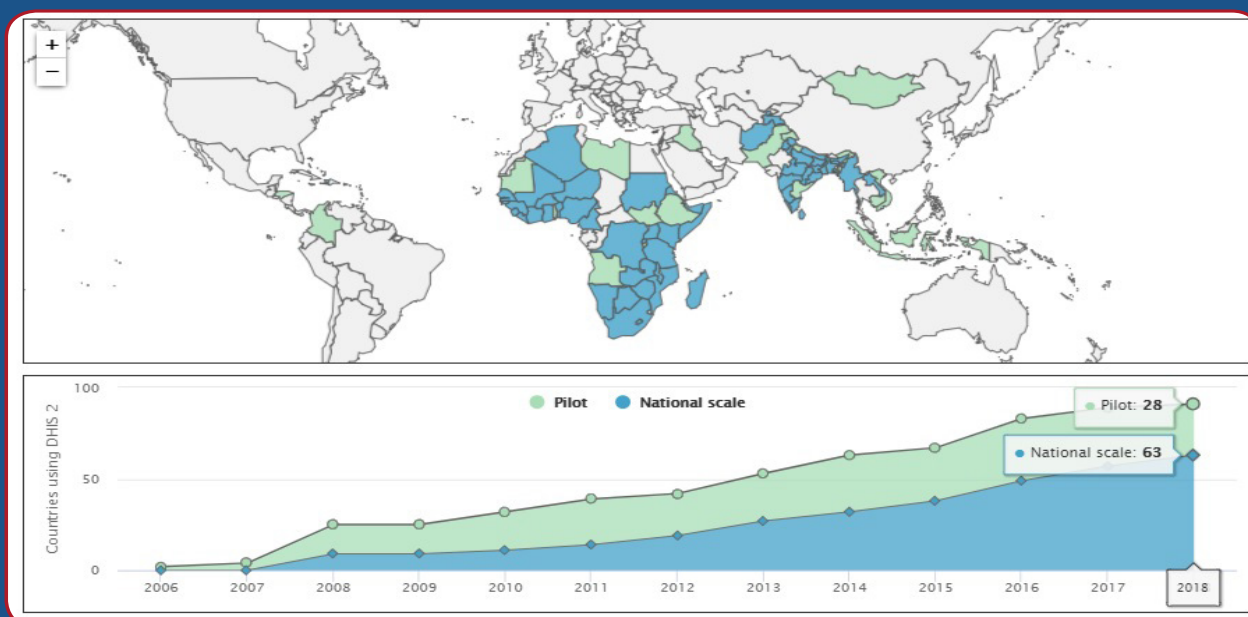 +
−
100
Pilot
National scale
Pilot: 28
National scale: 63
50
0
Countries using DHIS 2
2006 2007 2008 2009 2010 2011 2012 2013 2014 2015 2016 2017 2018